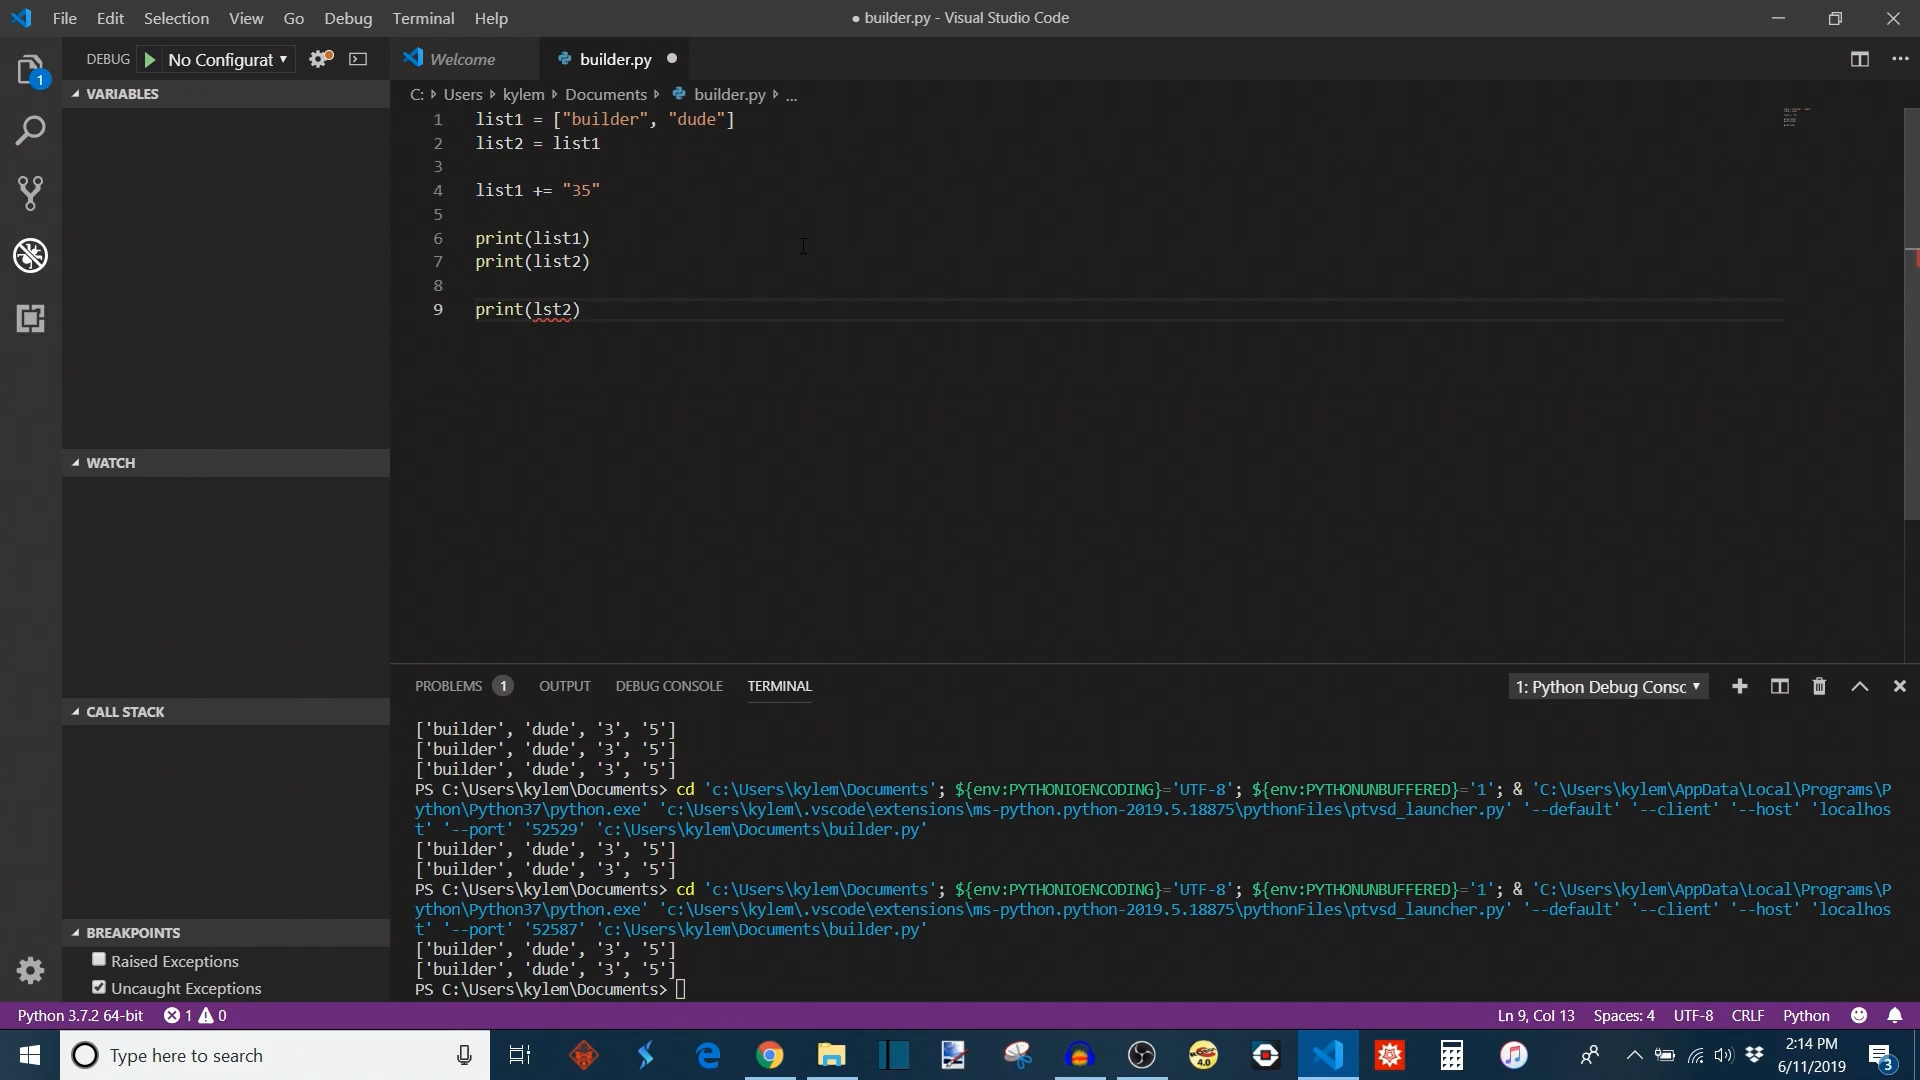 File Edit Selection View Go Debug Terminal Help
● builder.py - Visual Studio Code
DEBUG No Configurat
Welcome
builder.py
C: Users kylem Documents builder.py ...
1
VARIABLES
1 list1 = ["builder", "dude"]
2 list2 = list1
3
4 list1 += "35"
5
6 print(list1)
7 print(list2)
8
9 print(lst2)
WATCH
CALL STACK
BREAKPOINTS
Raised Exceptions
Uncaught Exceptions
PROBLEMS 1 OUTPUT DEBUG CONSOLE TERMINAL
1: Python Debug Consc
['builder', 'dude', '3', '5']
['builder', 'dude', '3', '5']
['builder', 'dude', '3', '5']
PS C:\Users\kylem\Documents> cd 'c:\Users\kylem\Documents'; ${env:PYTHONIOENCODING}='UTF-8'; ${env:PYTHONUNBUFFERED}='1'; & 'C:\Users\kylem\AppData\Local\Programs\P
ython\Python37\python.exe' 'c:\Users\kylem\.vscode\extensions\ms-python.python-2019.5.18875\pythonFiles\ptvsd_launcher.py' '--default' '--client' '--host' 'localhos
t' '--port' '52529' 'c:\Users\kylem\Documents\builder.py'
['builder', 'dude', '3', '5']
['builder', 'dude', '3', '5']
PS C:\Users\kylem\Documents> cd 'c:\Users\kylem\Documents'; ${env:PYTHONIOENCODING}='UTF-8'; ${env:PYTHONUNBUFFERED}='1'; & 'C:\Users\kylem\AppData\Local\Programs\P
ython\Python37\python.exe' 'c:\Users\kylem\.vscode\extensions\ms-python.python-2019.5.18875\pythonFiles\ptvsd_launcher.py' '--default' '--client' '--host' 'localhos
t' '--port' '52587' 'c:\Users\kylem\Documents\builder.py'
['builder', 'dude', '3', '5']
['builder', 'dude', '3', '5']
PS C:\Users\kylem\Documents>
Python 3.7.2 64-bit 1 0
Ln 9, Col 13 Spaces: 4 UTF-8 CRLF Python
Type here to search
4.0
2:14 PM
6/11/2019
3